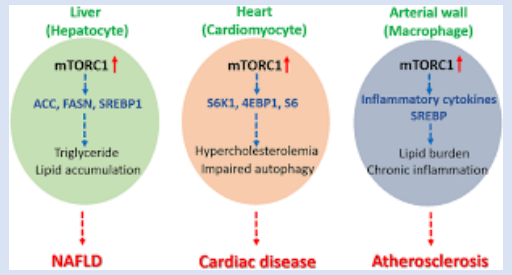 Liver
(Hepatocyte)
mTORC1
ACC, FASN, SREBP1
Triglyceride
Lipid accumulation
NAFLD
Heart
(Cardiomyocyte)
mTORC1
S6K1, 4EBP1, S6
Hypercholesterolemia
Impaired autophagy
Cardiac disease
Arterial wall
(Macrophage)
mTORC1
Inflammatory cytokines
SREBP
Lipid burden
Chronic inflammation
Atherosclerosis